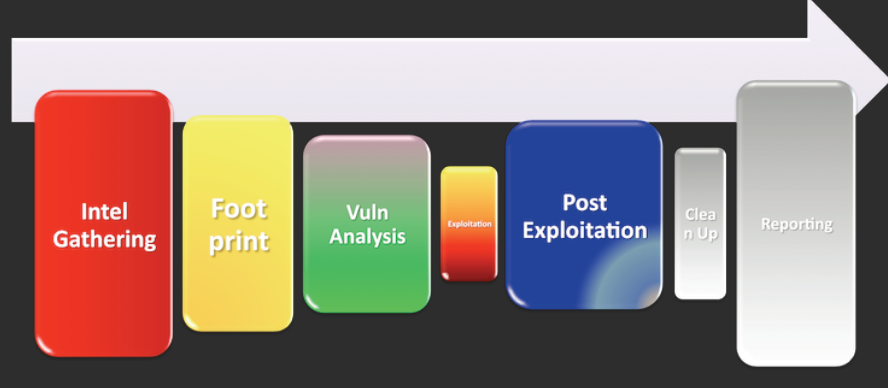 Intel
Gathering
Foot
print
Vuln
Analysis
Exploitation
Post
Exploitation
Clea
n Up
Reporting